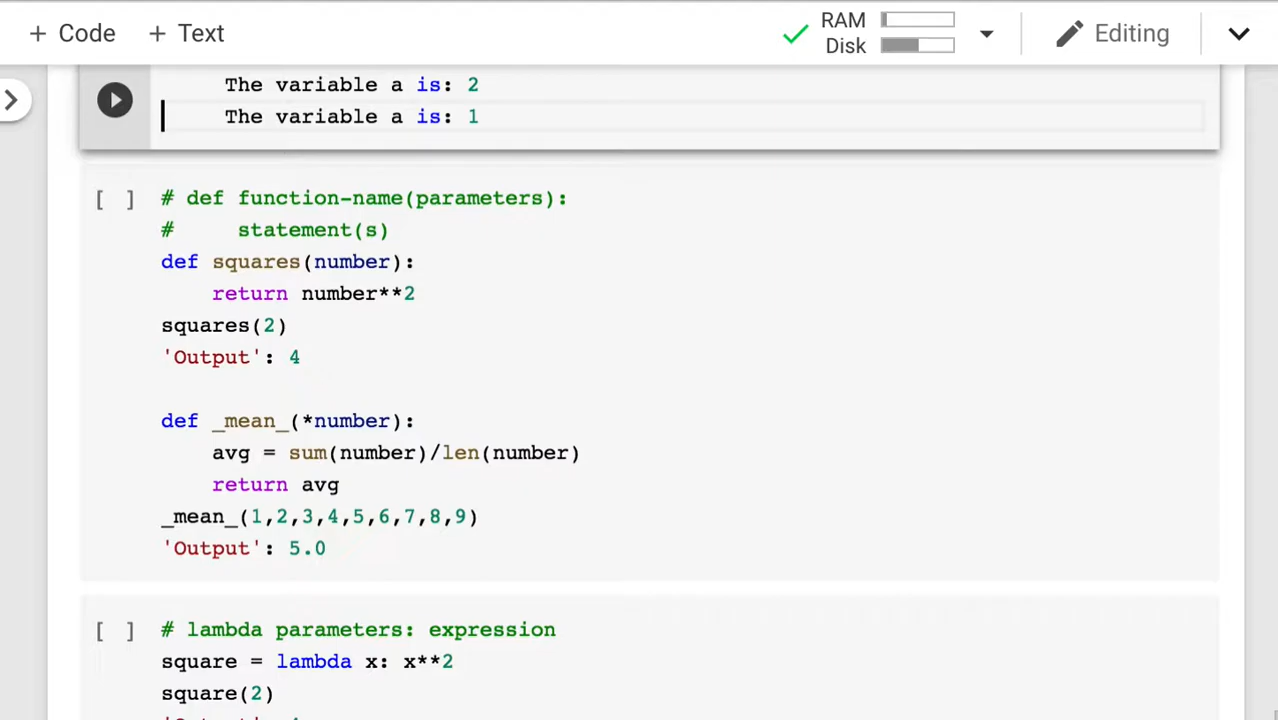 + Code + Text RAM Disk Editing
The variable a is: 2
The variable a is: 1
[ ] # def function-name(parameters):
#     statement(s)
def squares(number):
    return number**2
squares(2)
'Output': 4
def _mean_(*number):
    avg = sum(number)/len(number)
    return avg
_mean_(1,2,3,4,5,6,7,8,9)
'Output': 5.0
[ ] # lambda parameters: expression
square = lambda x: x**2
square(2)